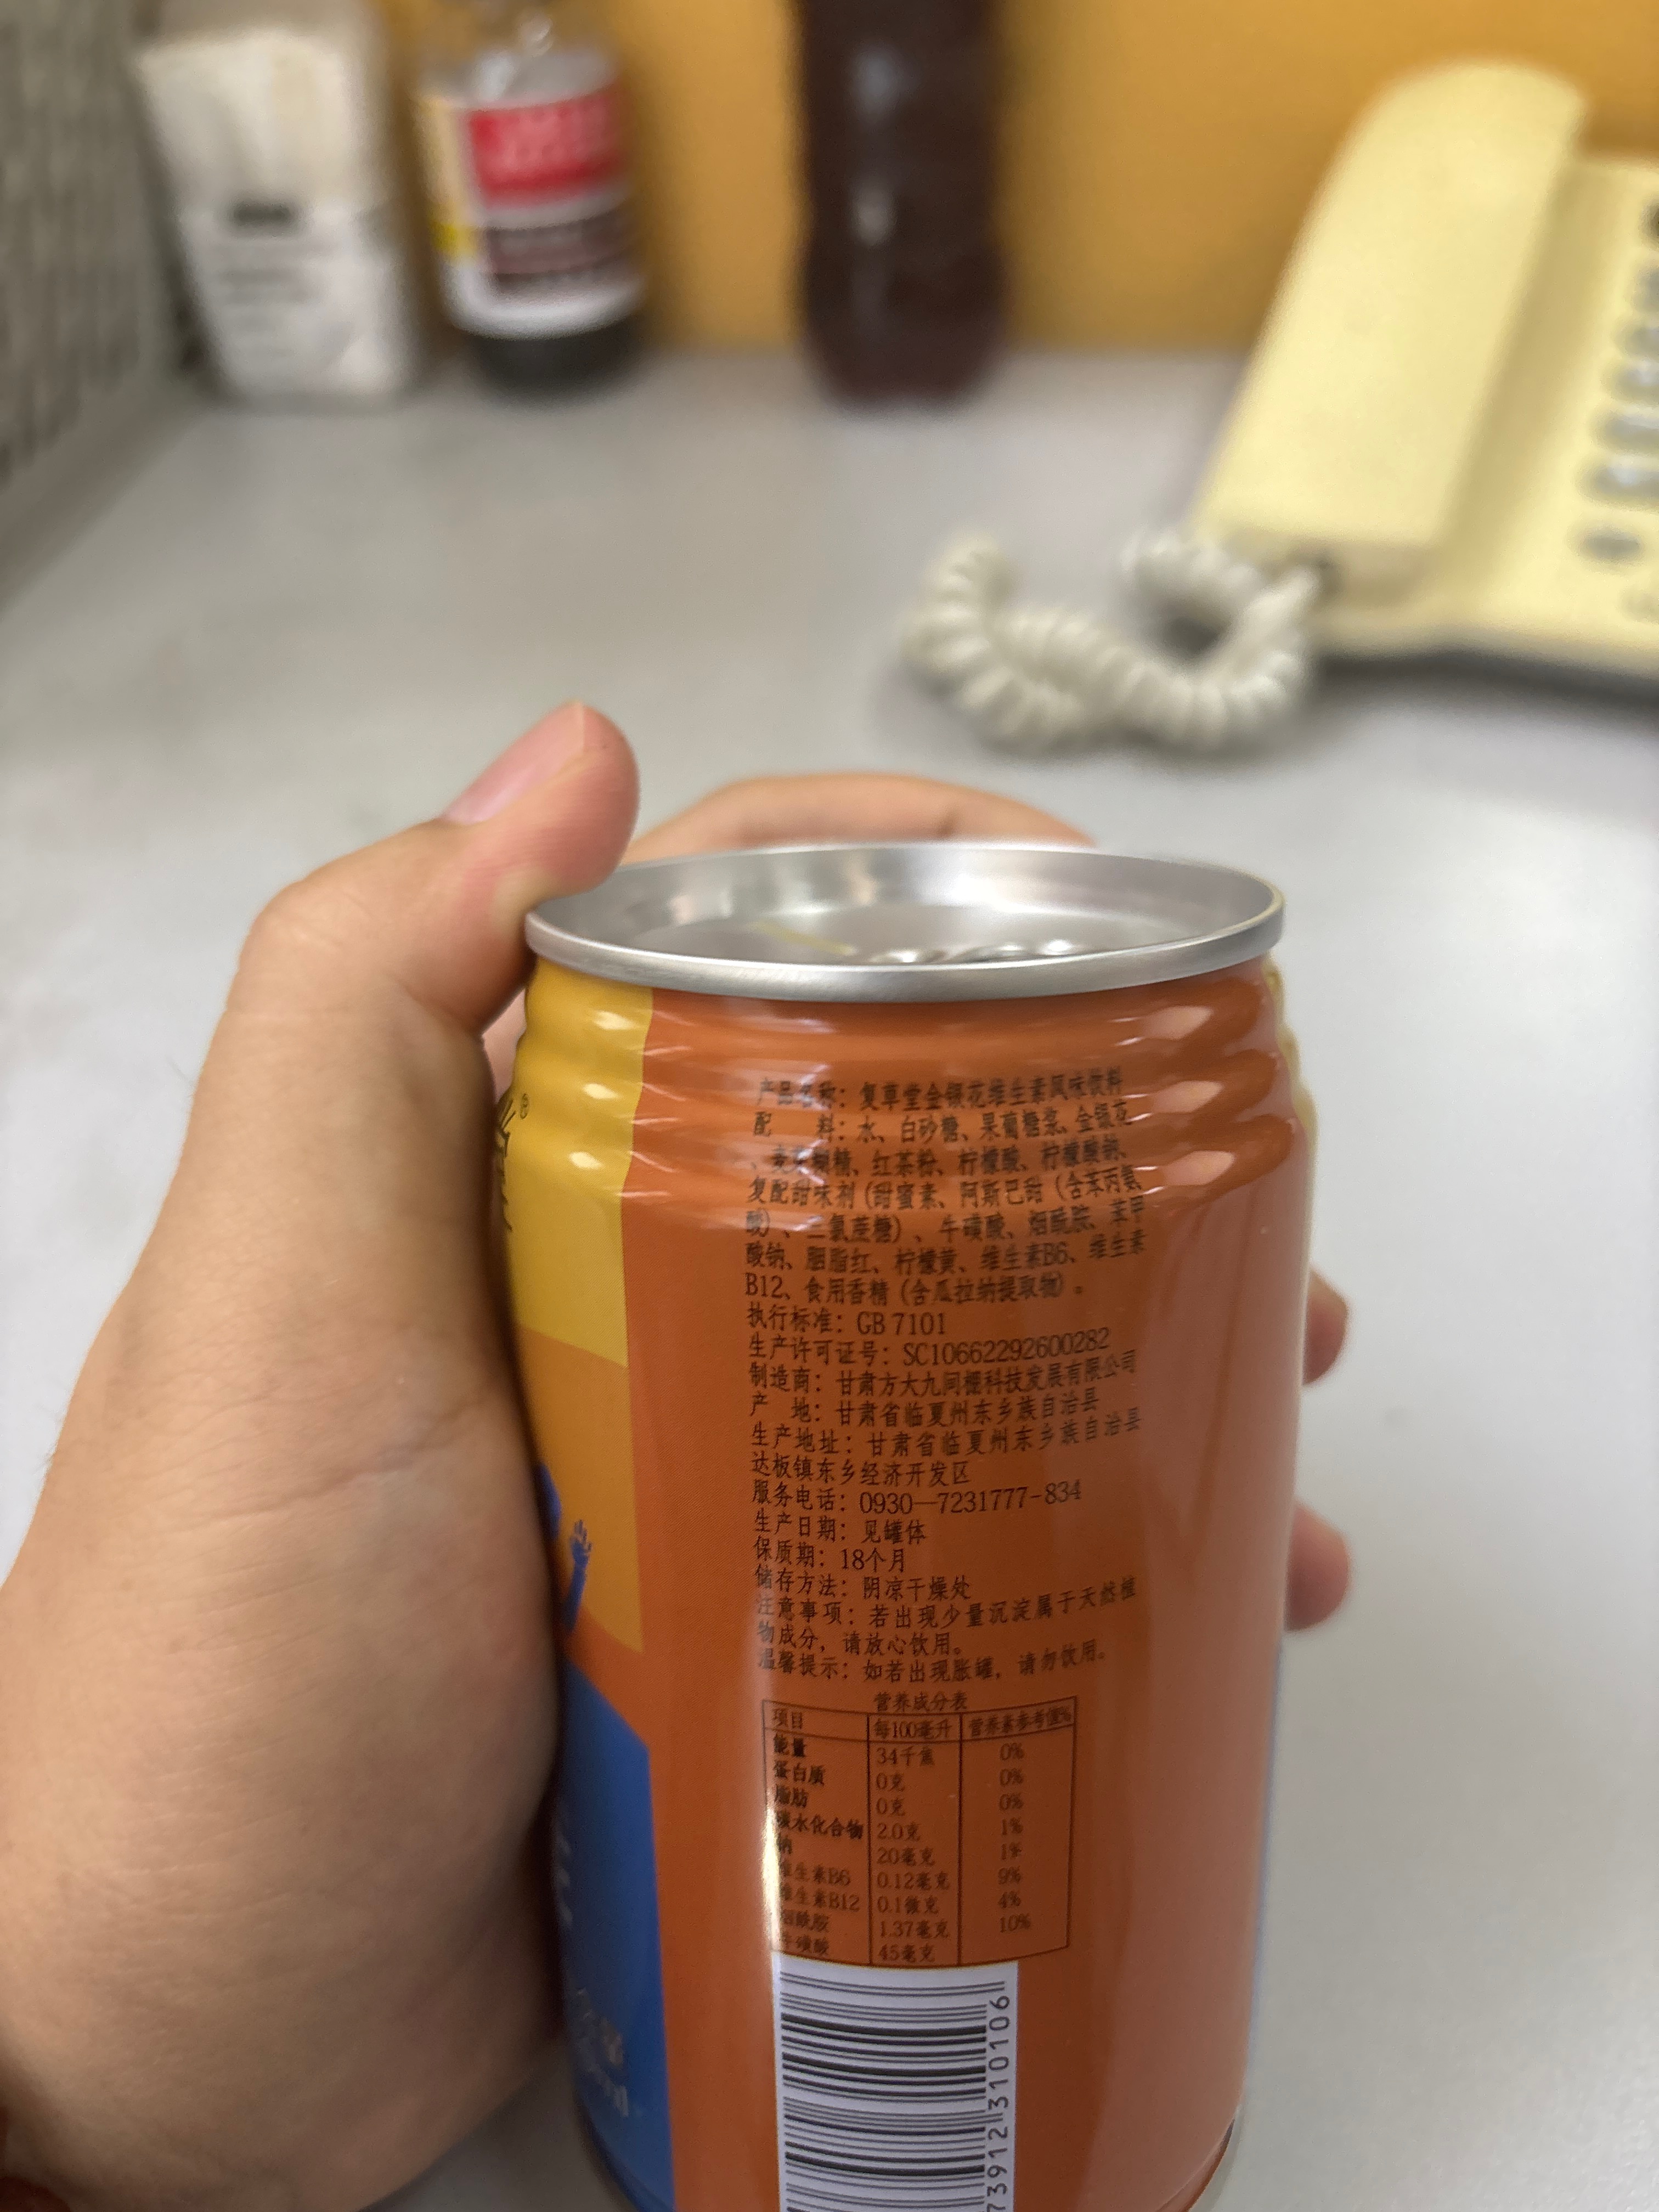 产品名称：复草堂金银花维生素风味饮料
配　　料：水、白砂糖、果葡糖浆、金银花
、麦芽糊精、红茶粉、柠檬酸、柠檬酸钠、
复配甜味剂（甜蜜素、阿斯巴甜（含苯丙氨
酸）、三氯蔗糖）、牛磺酸、烟酰胺、苯甲
酸钠、胭脂红、柠檬黄、维生素B6、维生素
B12、食用香精（含瓜拉纳提取物）。
执行标准：GB 7101
生产许可证号：SC10662292600282
制造商：甘肃方大九间棚科技发展有限公司
产　地：甘肃省临夏州东乡族自治县
生产地址：甘肃省临夏州东乡族自治县
达板镇东乡经济开发区
服务电话：0930—7231777-834
生产日期：见罐体
保质期：18个月
储存方法：阴凉干燥处
注意事项：若出现少量沉淀属于天然植
物成分，请放心饮用。
温馨提示：如若出现胀罐，请勿饮用。
营养成分表
项目 每100毫升 营养素参考值%
能量 34千焦 0%
蛋白质 0克 0%
脂肪 0克 0%
碳水化合物 2.0克 1%
钠 20毫克 1%
维生素B6 0.12毫克 9%
维生素B12 0.1微克 4%
烟酰胺 1.37毫克 10%
牛磺酸 45毫克
73912310106